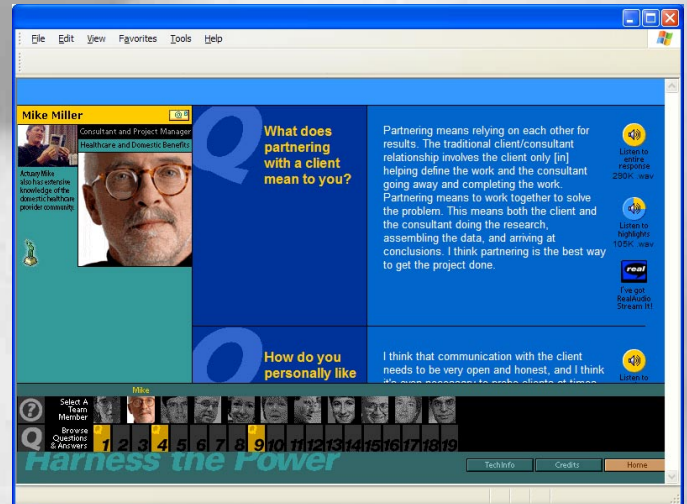 File Edit View Favorites Tools Help
Mike Miller
Consultant and Project Manager
Healthcare and Domestic Benefits
Actuary Mike
also has extensive
knowledge of the
domestic healthcare
provider community.
Q
What does
partnering
with a client
mean to you?
Partnering means relying on each other for
results. The traditional client/consultant
relationship involves the client only [in]
helping define the work and the consultant
going away and completing the work.
Partnering means to work together to solve
the problem. This means both the client and
the consultant doing the research,
assembling the data, and arriving at
conclusions. I think partnering is the best way
to get the project done.
Listen to
entire
response
290K .wav
Listen to
highlights
105K .wav
real
I've got
RealAudio
Stream It!
Q
How do you
personally like
I think that communication with the client
needs to be very open and honest, and I think
it's even necessary to probe clients at times
Listen to
Mike
?
Select A
Team
Member
Q
Browse
Questions
& Answers
1 2 3 4 5 6 7 8 9 10 11 12 13 14 15 16 17 18 19
Harness the Power
TechInfo Credits Home